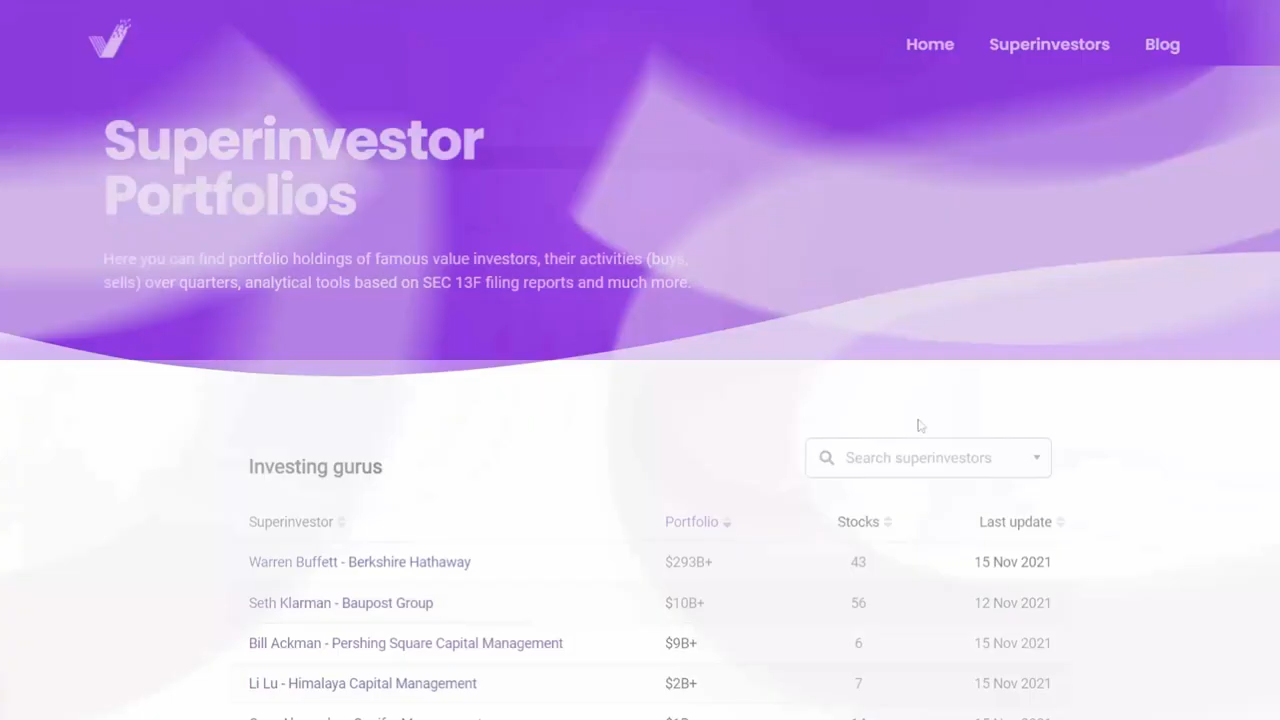 Home Superinvestors Blog
Superinvestor
Portfolios
Here you can find portfolio holdings of famous value investors, their activities (buys,
sells) over quarters, analytical tools based on SEC 13F filing reports and much more.
Investing gurus
Search superinvestors
Superinvestor Portfolio Stocks Last update
Warren Buffett - Berkshire Hathaway $293B+ 43 15 Nov 2021
Seth Klarman - Baupost Group $10B+ 56 12 Nov 2021
Bill Ackman - Pershing Square Capital Management $9B+ 6 15 Nov 2021
Li Lu - Himalaya Capital Management $2B+ 7 15 Nov 2021